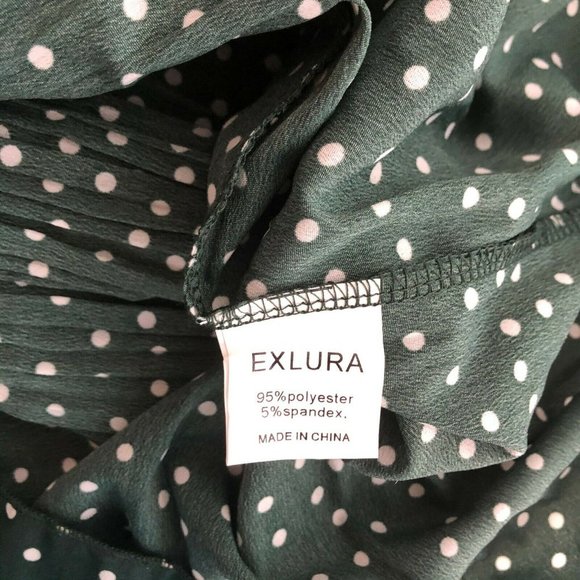 EXLURA
95%polyester
5%spandex.
MADE IN CHINA